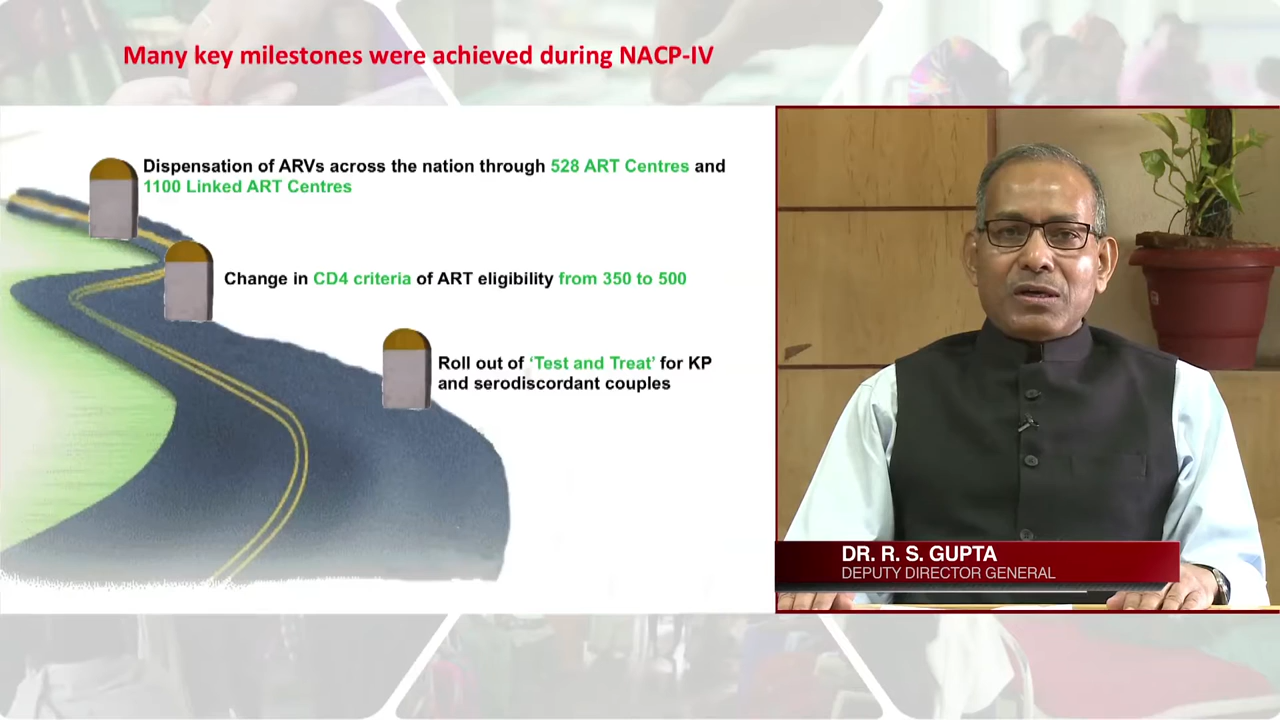 Many key milestones were achieved during NACP-IV
Dispensation of ARVs across the nation through 528 ART Centres and
1100 Linked ART Centres
Change in CD4 criteria of ART eligibility from 350 to 500
Roll out of ‘Test and Treat’ for KP
and serodiscordant couples
DR. R. S. GUPTA
DEPUTY DIRECTOR GENERAL